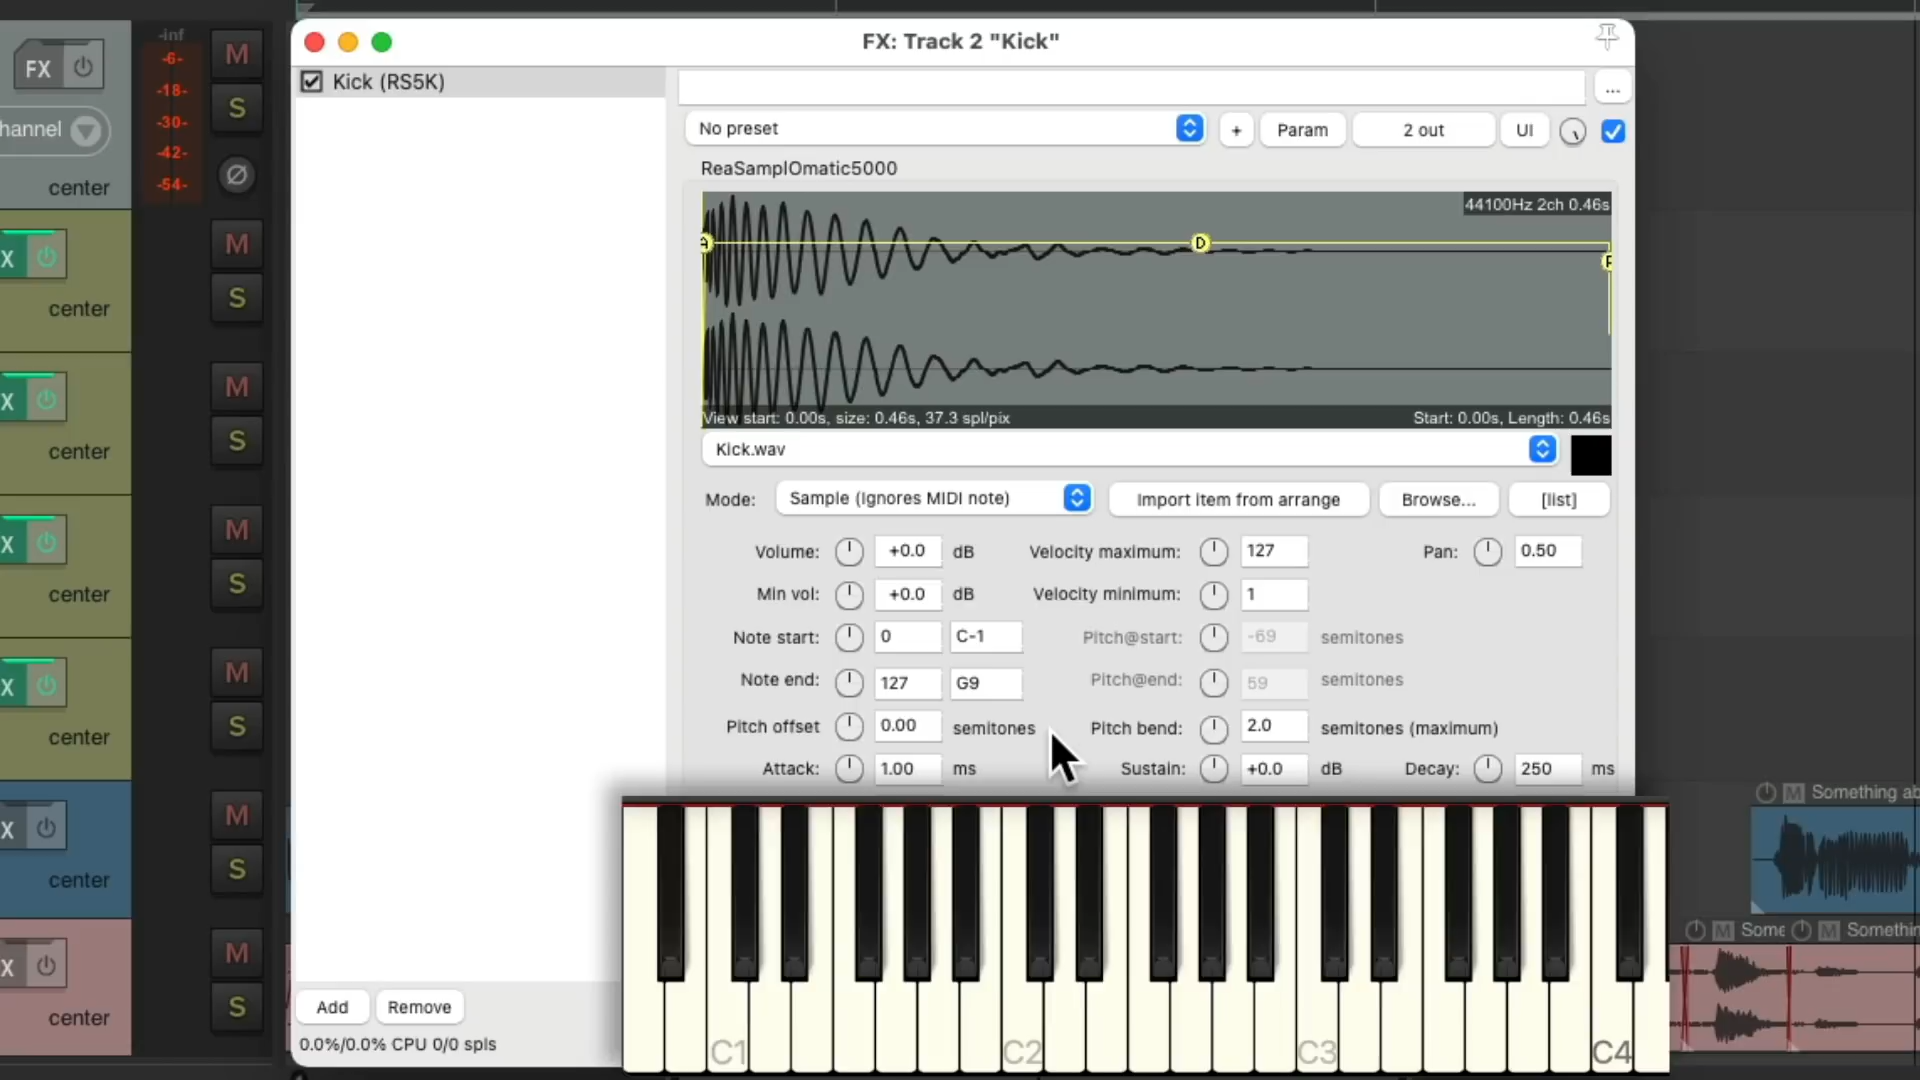 FX: Track 2 "Kick"
Kick (RS5K)
...
No preset
+
Param
2 out
UI
ReaSamplOmatic5000
44100Hz 2ch 0.46s
A
D
View start: 0.00s, size: 0.46s, 37.3 spl/pix
Start: 0.00s, Length: 0.46s
Kick.wav
Mode:
Sample (Ignores MIDI note)
Import item from arrange
Browse...
[list]
Volume: +0.0 dB
Velocity maximum: 127
Pan: 0.50
Min vol: +0.0 dB
Velocity minimum: 1
Note start: 0 C-1
Pitch@start: -69 semitones
Note end: 127 G9
Pitch@end: 59 semitones
Pitch offset 0.00 semitones
Pitch bend: 2.0 semitones (maximum)
Attack: 1.00 ms
Sustain: +0.0 dB
Decay: 250 ms
C1 C2 C3 C4
Add
Remove
0.0%/0.0% CPU 0/0 spls
FX
-inf
-6-
-18-
-30-
-42-
-54-
M
S
hannel
center
X
M
S
center
X
M
S
center
X
M
S
center
X
M
S
center
X
M
S
center
X
M
S
center
M Something ab
M Some
M Somethin